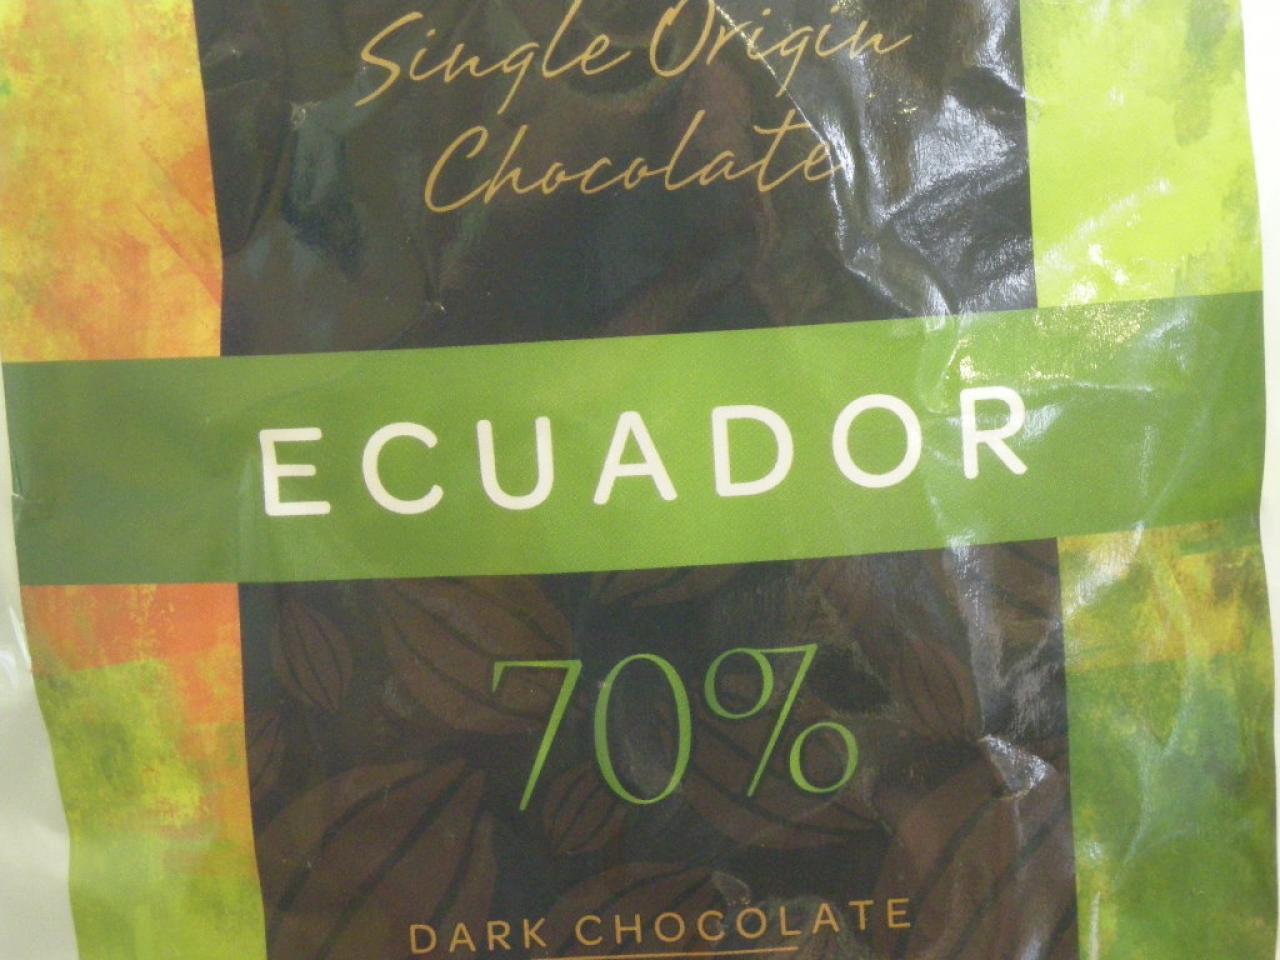 Single Origin
Chocolate
ECUADOR
70%
DARK CHOCOLATE